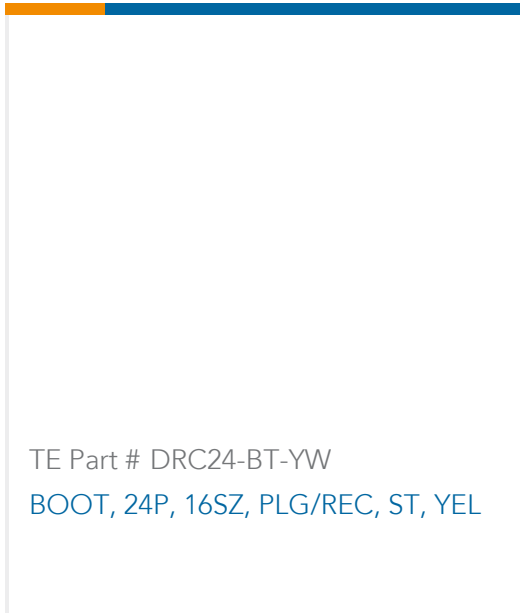 TE Part # DRC24-BT-YW
BOOT, 24P, 16SZ, PLG/REC, ST, YEL